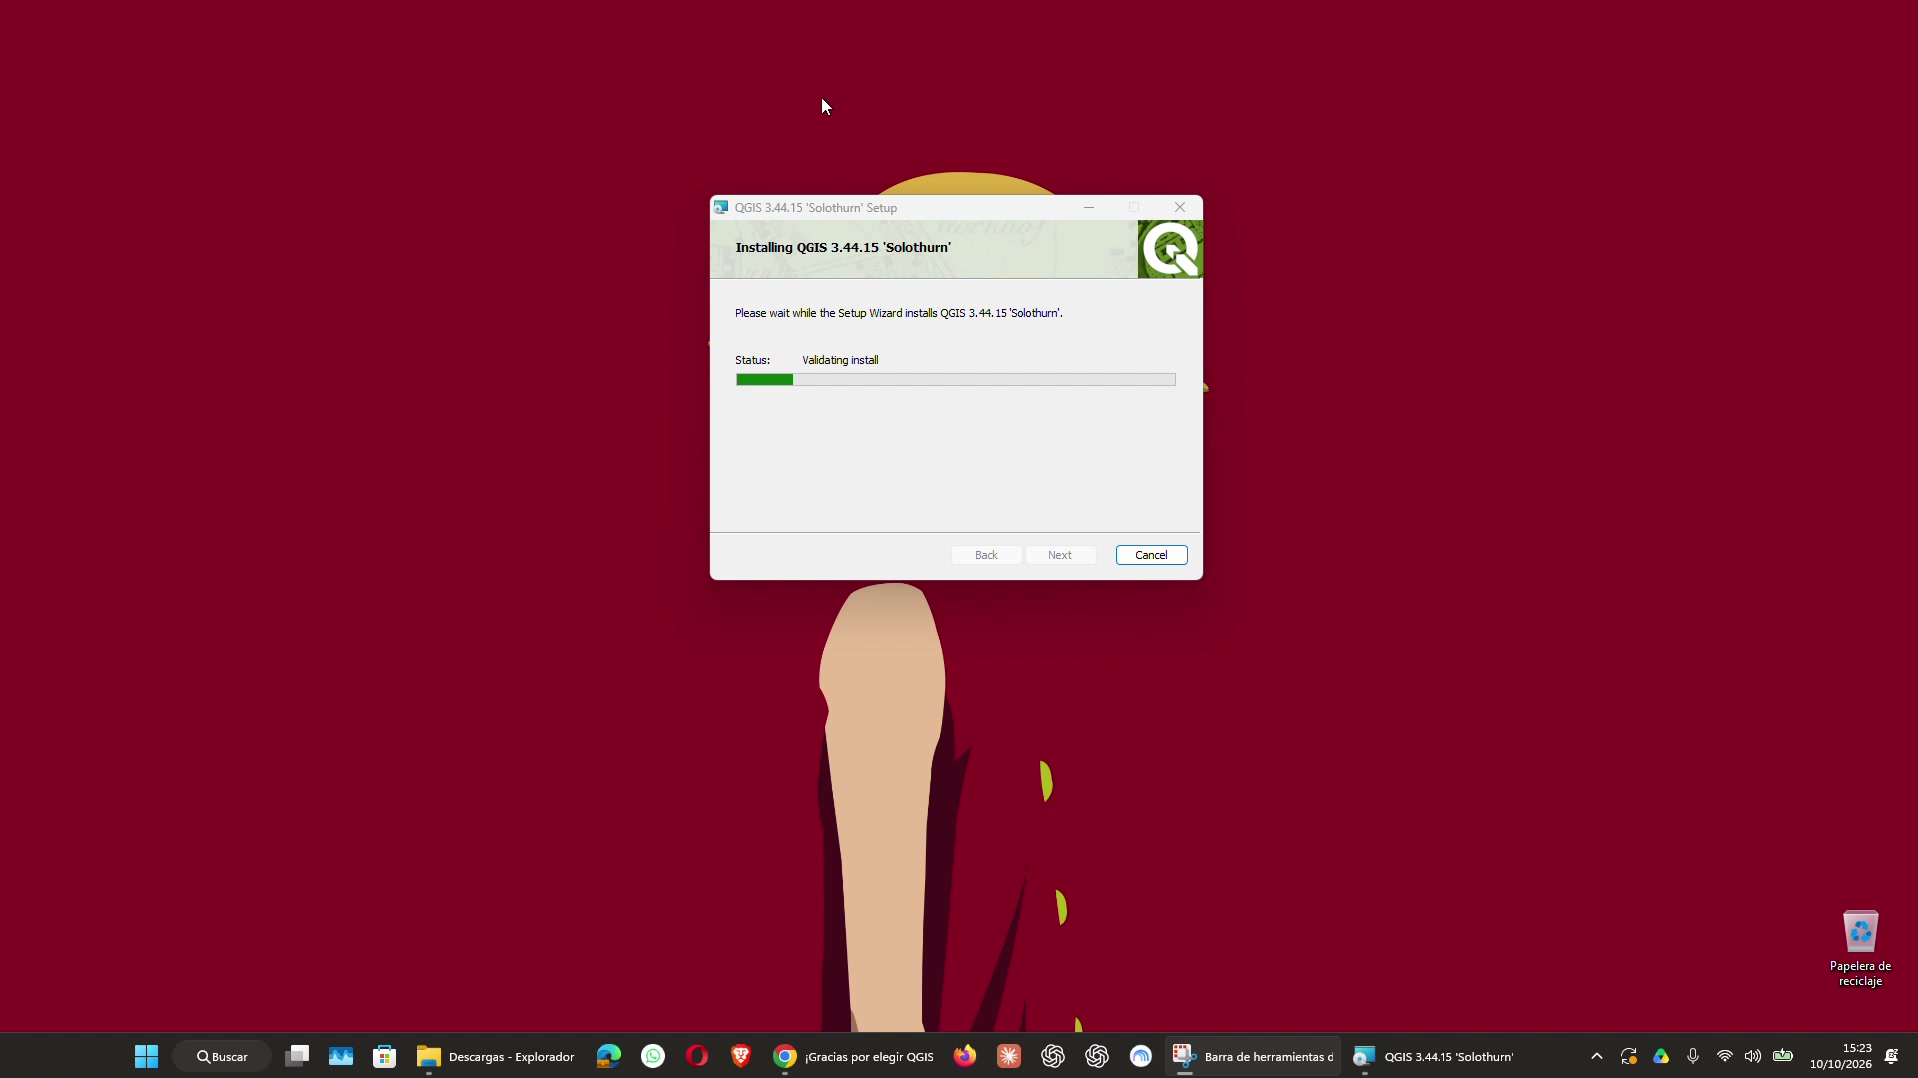 QGIS 3.44.15 'Solothurn' Setup
Installing QGIS 3.44.15 'Solothurn'
Please wait while the Setup Wizard installs QGIS 3.44.15 'Solothurn'.
Status: Validating install
Back Next Cancel
Papelera de
reciclaje
Buscar
Descargas - Explorador
¡Gracias por elegir QGIS
Barra de herramientas d
QGIS 3.44.15 'Solothurn'
15:23
10/10/2026